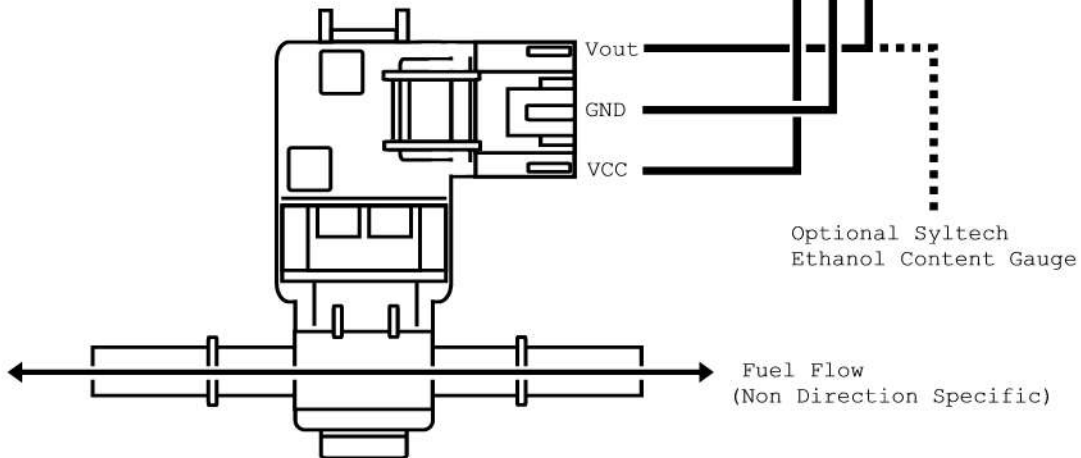 Vout
GND
VCC
Optional Syltech
Ethanol Content Gauge
Fuel Flow
(Non Direction Specific)